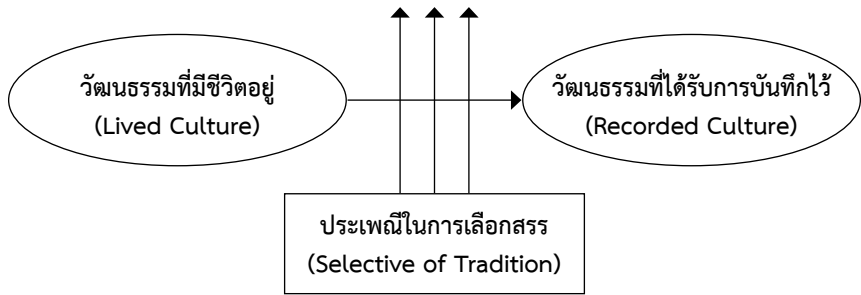 วัฒนธรรมที่มีชีวิตอยู่
(Lived Culture)
วัฒนธรรมที่ได้รับการบันทึกไว้
(Recorded Culture)
ประเพณีในการเลือกสรร
(Selective of Tradition)